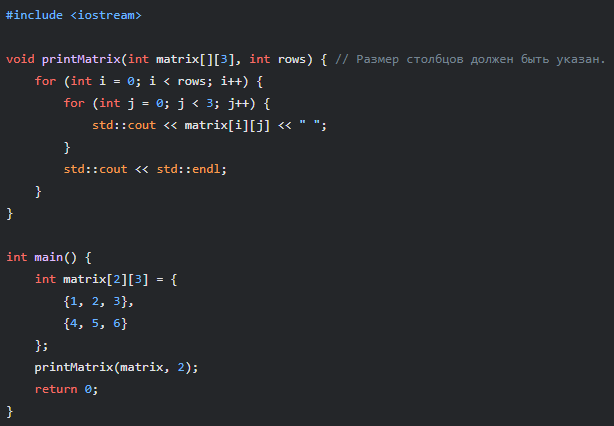 #include <iostream>

void printMatrix(int matrix[][3], int rows) { // Размер столбцов должен быть указан.
    for (int i = 0; i < rows; i++) {
        for (int j = 0; j < 3; j++) {
            std::cout << matrix[i][j] << " ";
        }
        std::cout << std::endl;
    }
}

int main() {
    int matrix[2][3] = {
        {1, 2, 3},
        {4, 5, 6}
    };
    printMatrix(matrix, 2);
    return 0;
}